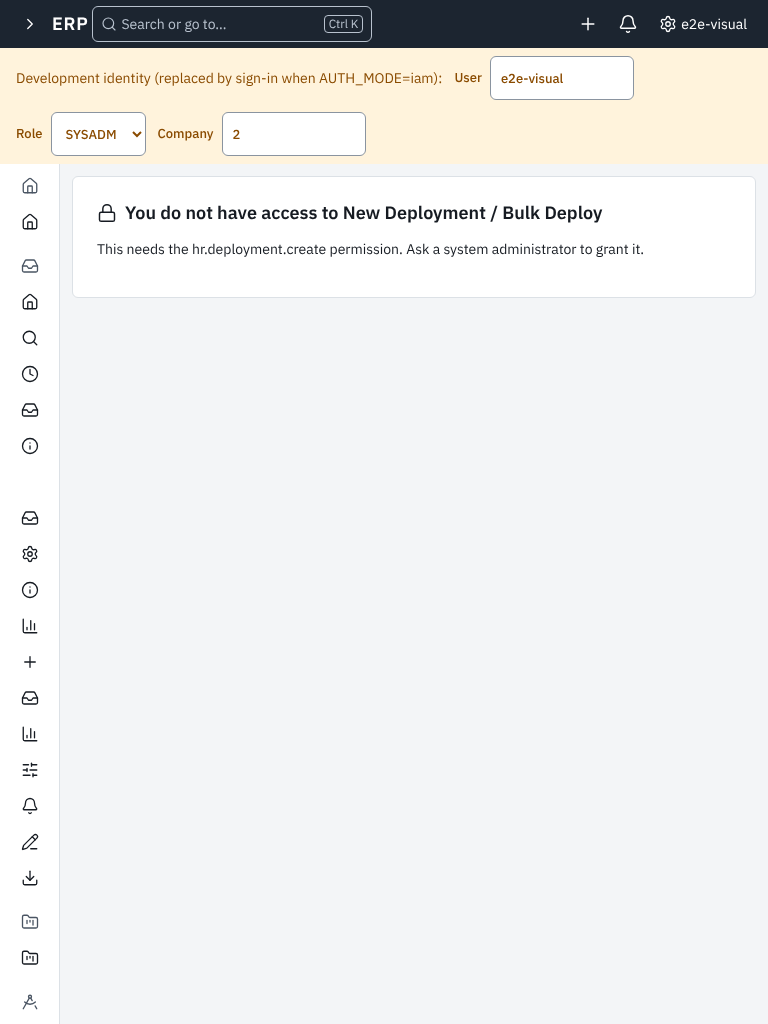 ERP
Search or go to... Ctrl K
e2e-visual
Development identity (replaced by sign-in when AUTH_MODE=iam): User e2e-visual
Role SYSADM Company 2
You do not have access to New Deployment / Bulk Deploy
This needs the hr.deployment.create permission. Ask a system administrator to grant it.